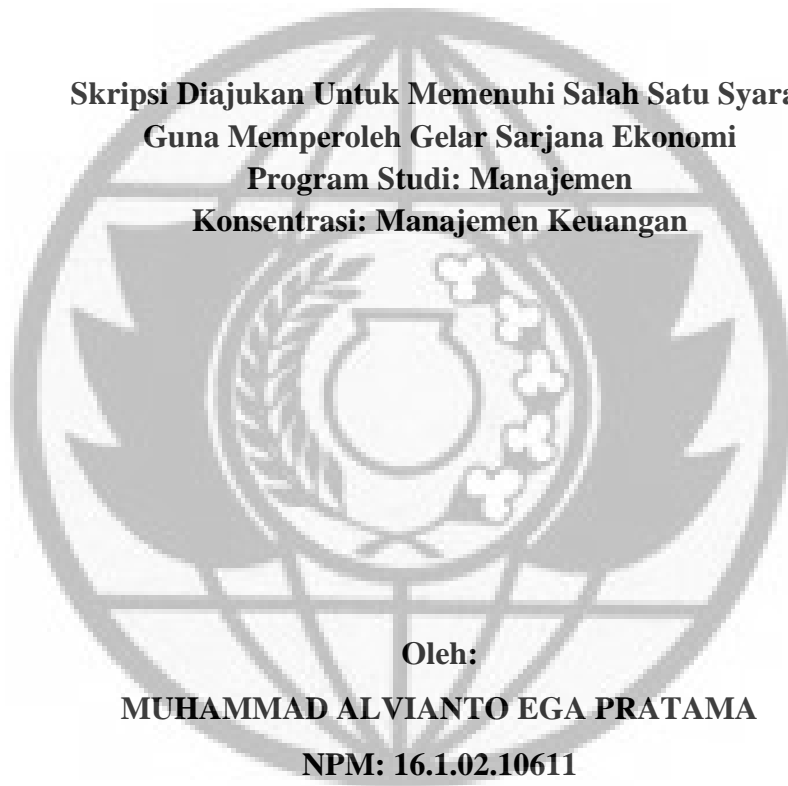 Skripsi Diajukan Untuk Memenuhi Salah Satu
Guna Memperoleh Gelar Sarjana Ekonomi
Program Studi: Manajemen
Konsentrasi: Manajemen Keuangan
Oleh:
MUHAMMAD ALVIANTO EGA PRATAMA
NPM: 16.1.02.10611